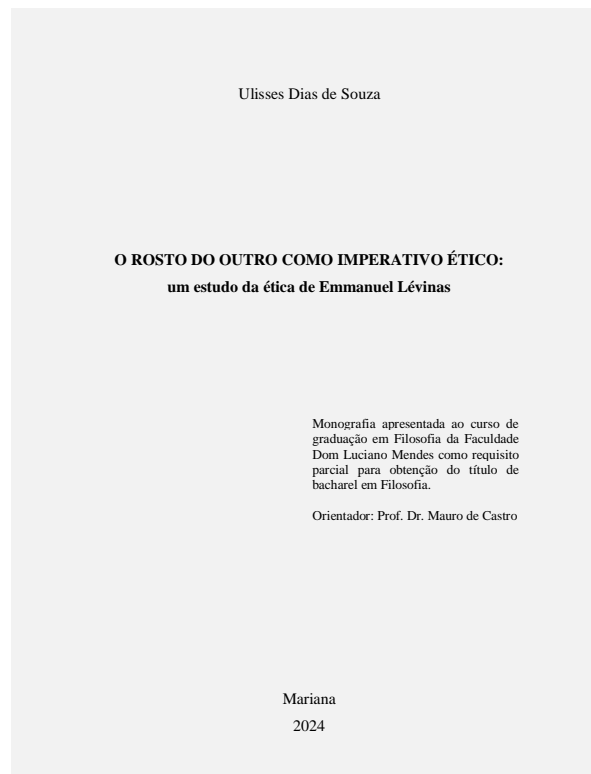 Ulisses Dias de Souza
O ROSTO DO OUTRO COMO IMPERATIVO ÉTICO:
um estudo da ética de Emmanuel Lévinas
Monografia apresentada ao curso de
graduação em Filosofia da Faculdade
Dom Luciano Mendes como requisito
parcial para obtenção do título de
bacharel em Filosofia.
Orientador: Prof. Dr. Mauro de Castro
Mariana
2024